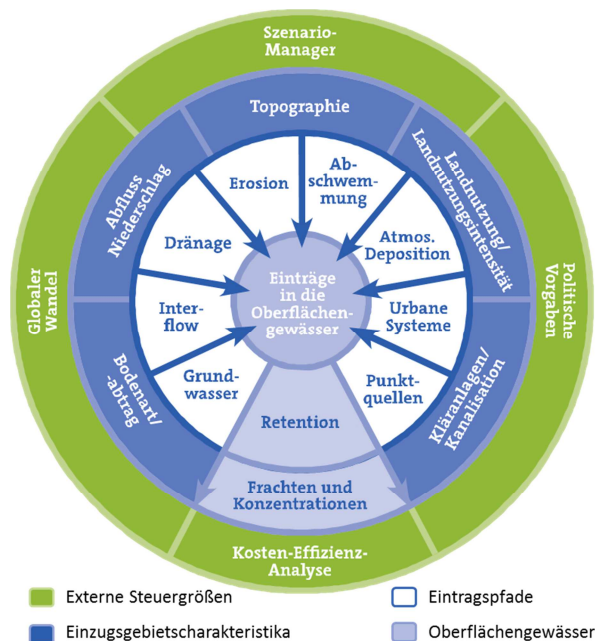 Szenario-
Manager
Topographie
Abfluss
Niederschlag
Landnutzung/
Landnutzungsintensität
Globaler
Wandel
Politische
Vorgaben
Erosion
Ab-
schwem-
mung
Dränage
Atmos.
Deposition
Inter-
flow
Urbane
Systeme
Grund-
wasser
Punkt-
quellen
Einträge
in die
Oberflächen-
gewässer
Bodenart/
-abtrag
Kläranlagen/
Kanalisation
Retention
Frachten und
Konzentrationen
Kosten-Effizienz-
Analyse
Externe Steuergrößen
Eintragspfade
Einzugsgebietscharakteristika
Oberflächengewässer